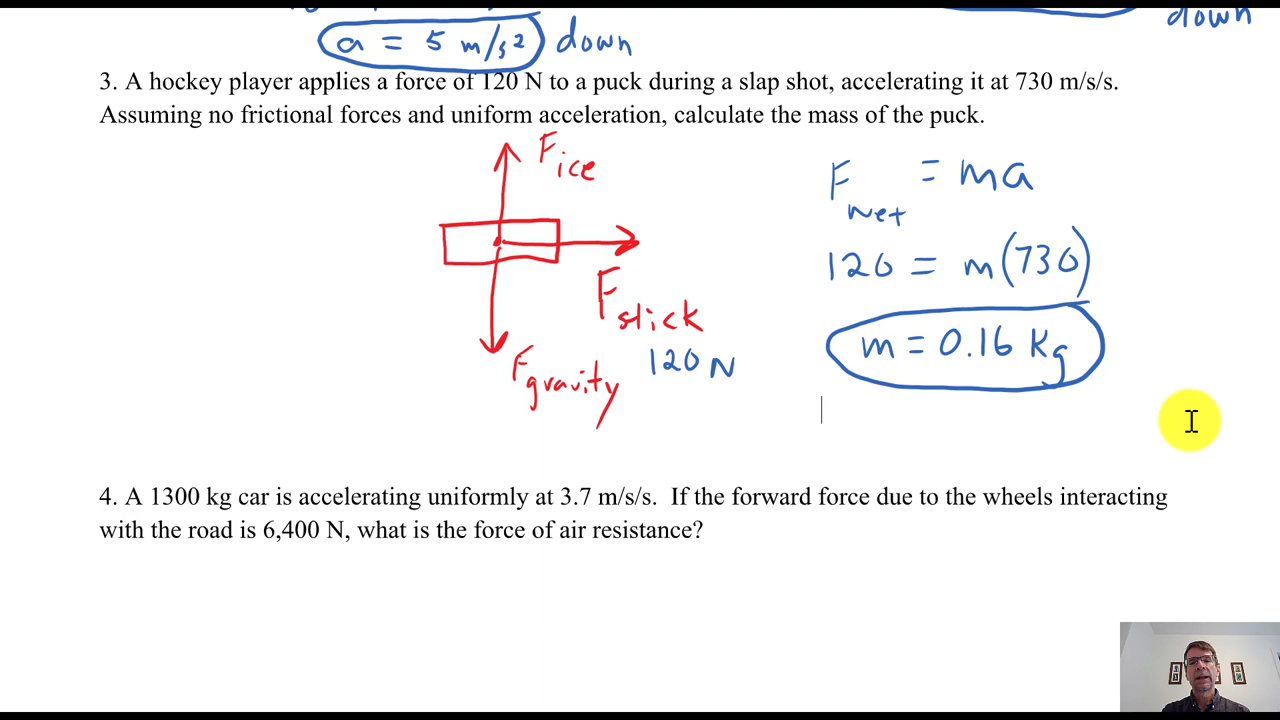 a = 5 m/s² down
down
3. A hockey player applies a force of 120 N to a puck during a slap shot, accelerating it at 730 m/s/s.
Assuming no frictional forces and uniform acceleration, calculate the mass of the puck.
Fice
Fstick
120 N
Fgravity
Fnet = ma
120 = m(730)
m = 0.16 kg
4. A 1300 kg car is accelerating uniformly at 3.7 m/s/s. If the forward force due to the wheels interacting
with the road is 6,400 N, what is the force of air resistance?